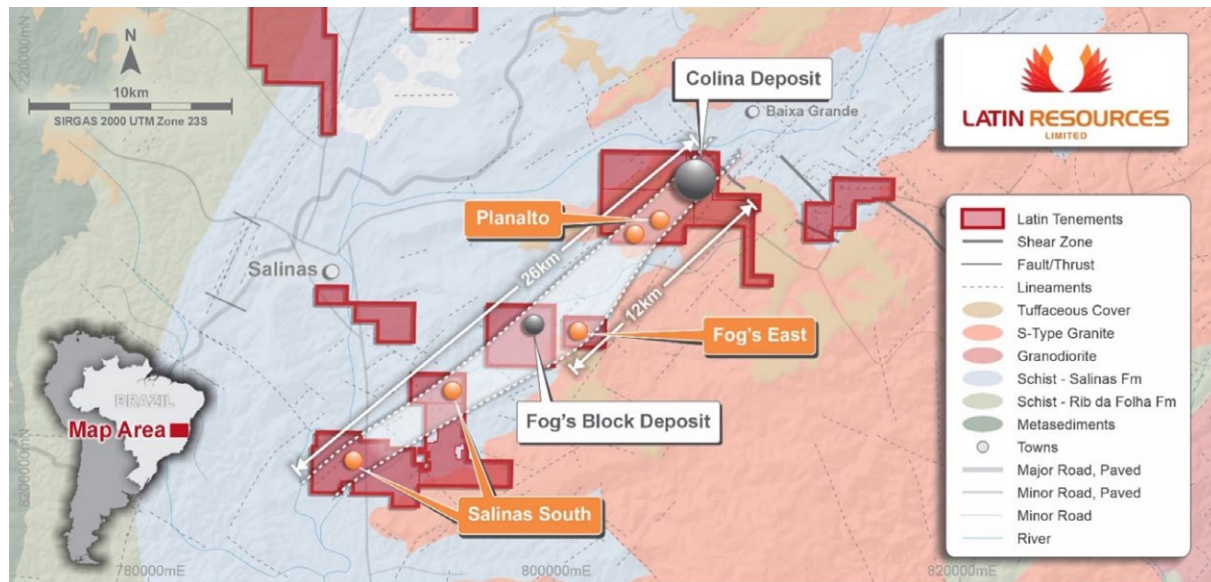 N
10km
SIRGAS 2000 UTM Zone 23S
8220000mN
Colina Deposit
Baixa Grande
LATIN RESOURCES
LIMITED
Planalto
Salinas
26km
12km
Fog's East
Fog's Block Deposit
Salinas South
BRAZIL
Map Area
8200000mN
780000mE
800000mE
820000mE
Latin Tenements
Shear Zone
Fault/Thrust
Lineaments
Tuffaceous Cover
S-Type Granite
Granodiorite
Schist - Salinas Fm
Schist - Rib da Folha Fm
Metasediments
Towns
Major Road, Paved
Minor Road, Paved
Minor Road
River